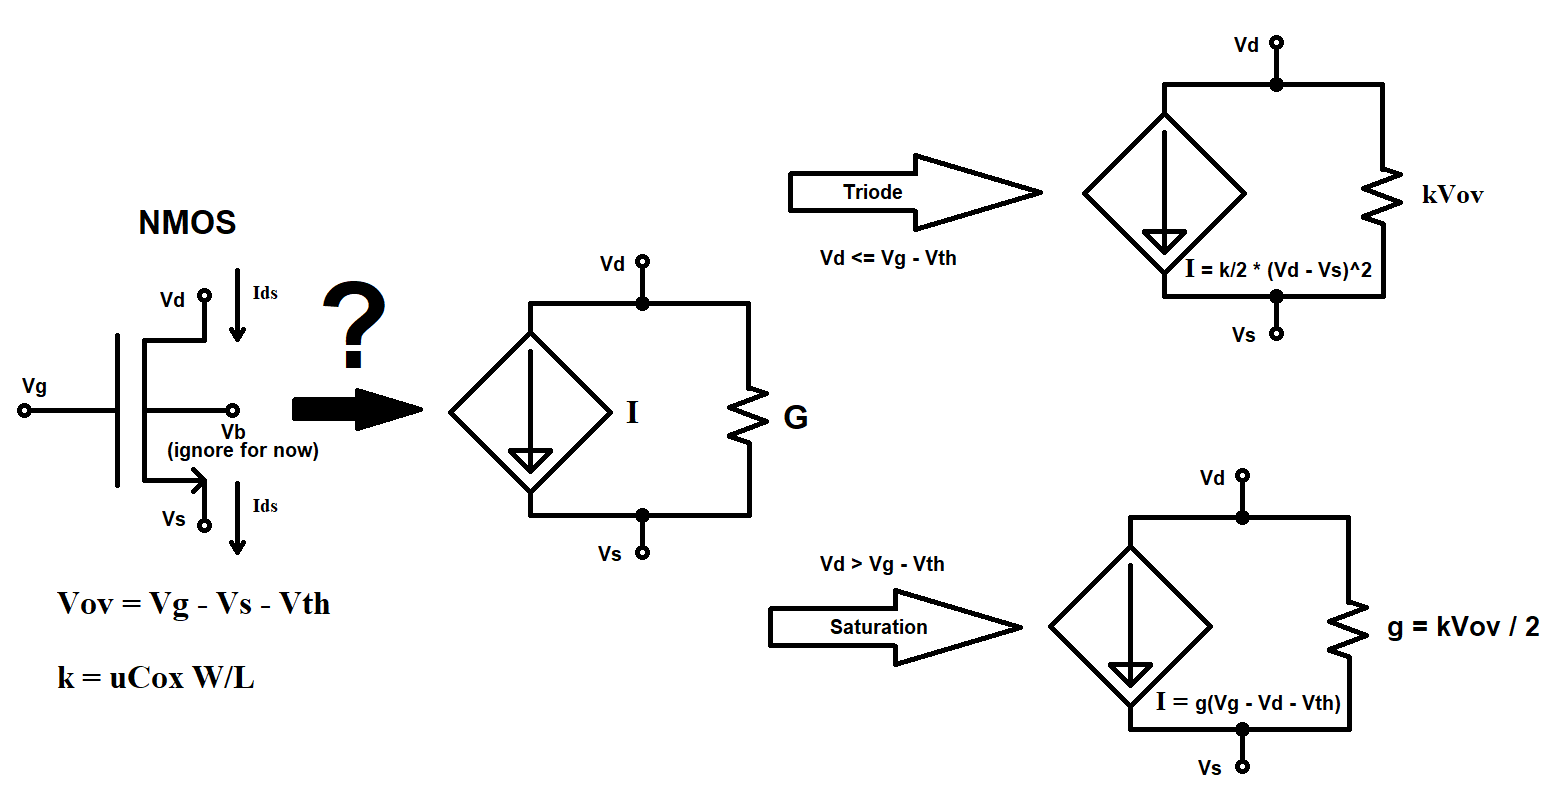 NMOS
Vd
Ids
Vg
?
Vb
(ignore for now)
Vs
Ids
Vov = Vg - Vs - Vth
k = uCox W/L
Vd
I
G
Vs
Triode
Vd <= Vg - Vth
Vd
kVov
I = k/2 * (Vd - Vs)^2
Vs
Vd > Vg - Vth
Saturation
Vd
g = kVov / 2
I = g(Vg - Vd - Vth)
Vs